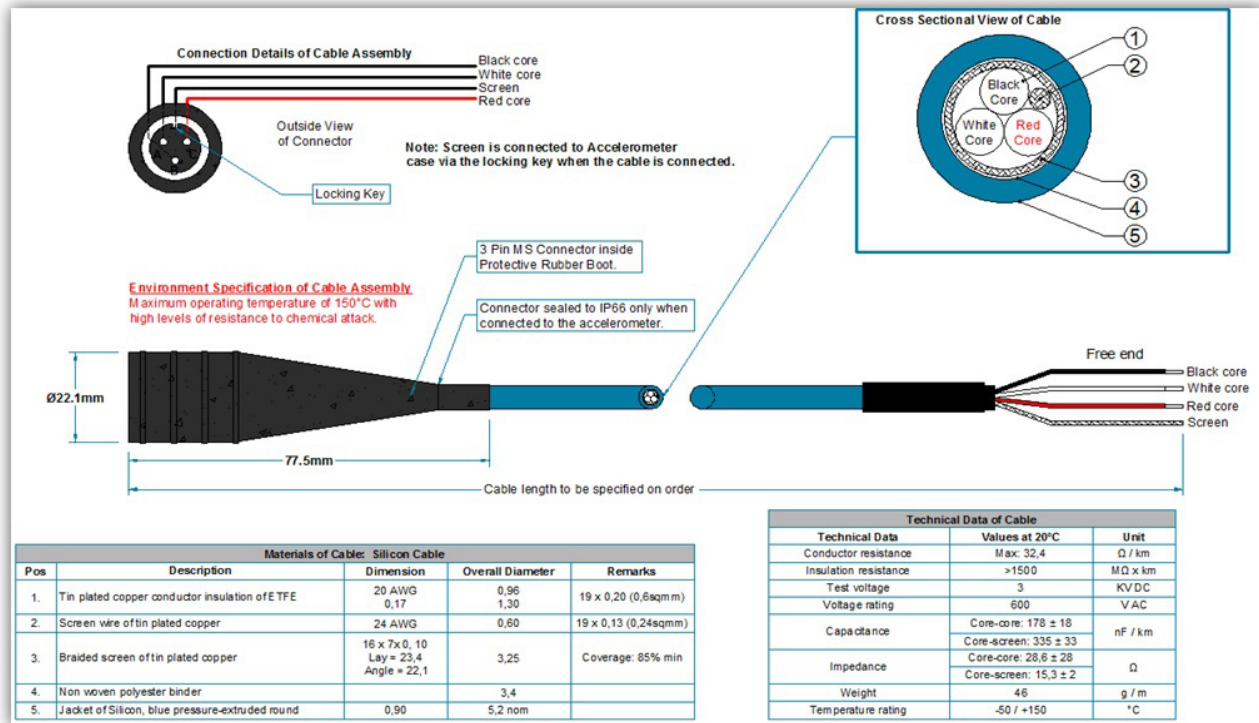 Connection Details of Cable Assembly
Black core
White core
Screen
Red core
Outside View
of Connector
A
B
C
Locking Key
Note: Screen is connected to Accelerometer
case via the locking key when the cable is connected.
Cross Sectional View of Cable
Black
Core
White
Core
Red
Core
1
2
3
4
5
3 Pin MS Connector inside
Protective Rubber Boot.
Environment Specification of Cable Assembly
Maximum operating temperature of 150°C with
high levels of resistance to chemical attack.
Connector sealed to IP66 only when
connected to the accelerometer.
Free end
Black core
White core
Red core
Screen
Ø22.1mm
77.5mm
Cable length to be specified on order
Materials of Cable: Silicon Cable
Pos Description Dimension Overall Diameter Remarks
1. Tin plated copper conductor insulation of ETFE 20 AWG 0,96 19 x 0,20 (0,6sqmm)
0,17 1,30
2. Screen wire of tin plated copper 24 AWG 0,60 19 x 0,13 (0,24sqmm)
3. Braided screen of tin plated copper 16 x 7x 0, 10 3,25 Coverage: 85% min
Lay = 23,4
Angle = 22,1
4. Non woven polyester binder 3,4
5. Jacket of Silicon, blue pressure-extruded round 0,90 5,2 nom
Technical Data of Cable
Technical Data Values at 20°C Unit
Conductor resistance Max: 32,4 Ω / km
Insulation resistance >1500 MΩ x km
Test voltage 3 KV DC
Voltage rating 600 V AC
Capacitance Core-core: 178 ± 18 nF / km
Core-screen: 335 ± 33
Impedance Core-core: 28,6 ± 28 Ω
Core-screen: 15,3 ± 2
Weight 46 g / m
Temperature rating -50 / +150 °C